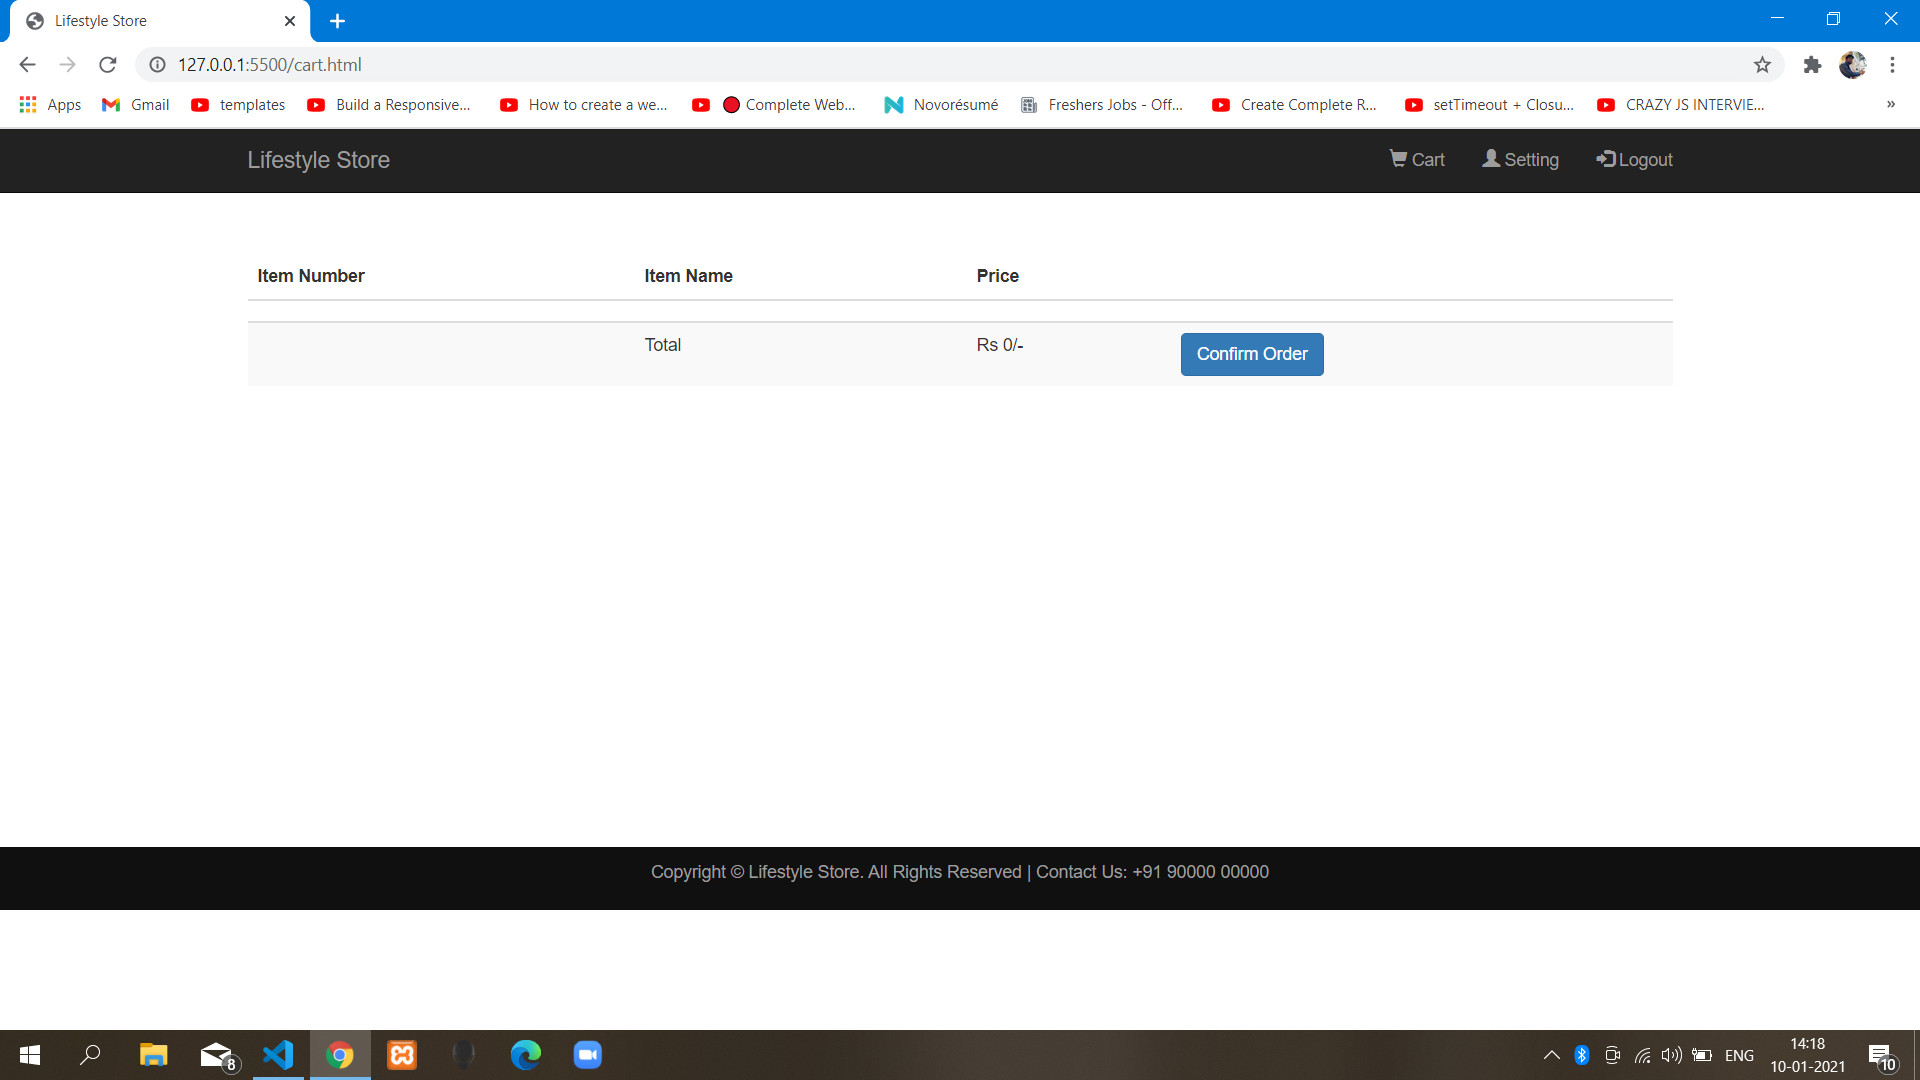 Lifestyle Store
127.0.0.1:5500/cart.html
Apps Gmail templates Build a Responsive... How to create a we... Complete Web... Novorésumé Freshers Jobs - Off... Create Complete R... setTimeout + Closu... CRAZY JS INTERVIE... »
Lifestyle Store Cart Setting Logout
Item Number Item Name Price
Total Rs 0/- Confirm Order
Copyright © Lifestyle Store. All Rights Reserved | Contact Us: +91 90000 00000
8 ENG 14:18
10-01-2021 10